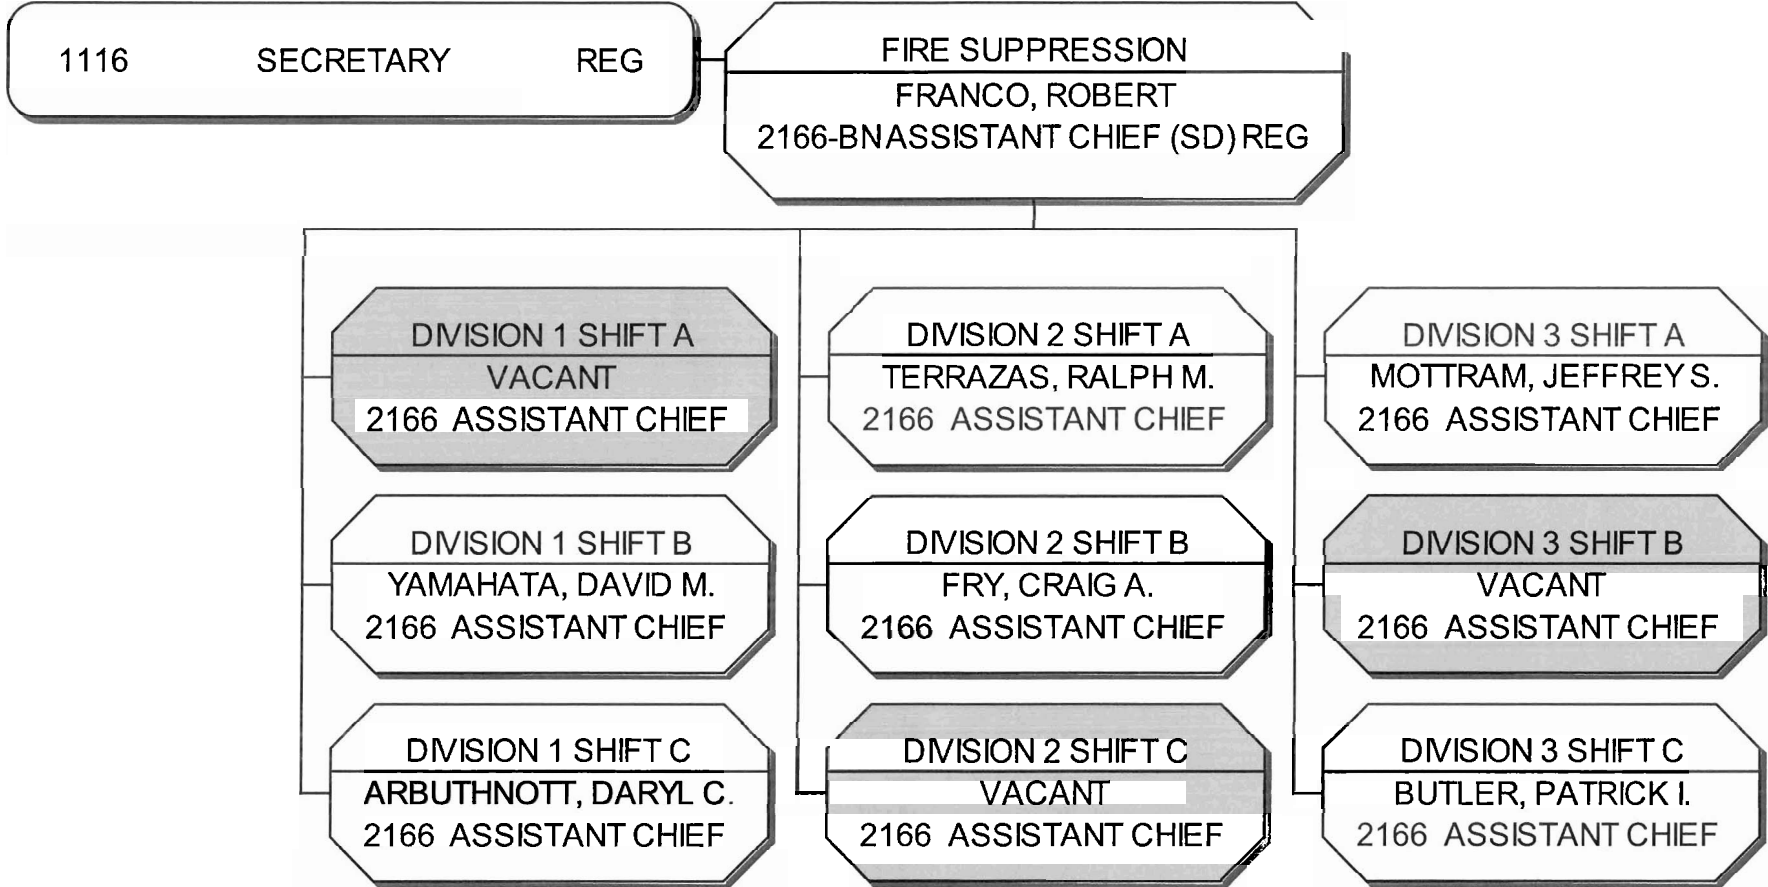 1116 SECRETARY REG
FIRE SUPPRESSION
FRANCO, ROBERT
2166-BNASSISTANT CHIEF (SD) REG
DIVISION 1 SHIFT A
VACANT
2166 ASSISTANT CHIEF
DIVISION 2 SHIFT A
TERRAZAS, RALPH M.
2166 ASSISTANT CHIEF
DIVISION 3 SHIFT A
MOTTRAM, JEFFREY S.
2166 ASSISTANT CHIEF
DIVISION 1 SHIFT B
YAMAHATA, DAVID M.
2166 ASSISTANT CHIEF
DIVISION 2 SHIFT B
FRY, CRAIG A.
2166 ASSISTANT CHIEF
DIVISION 3 SHIFT B
VACANT
2166 ASSISTANT CHIEF
DIVISION 1 SHIFT C
ARBUTHNOTT, DARYL C.
2166 ASSISTANT CHIEF
DIVISION 2 SHIFT C
VACANT
2166 ASSISTANT CHIEF
DIVISION 3 SHIFT C
BUTLER, PATRICK I.
2166 ASSISTANT CHIEF